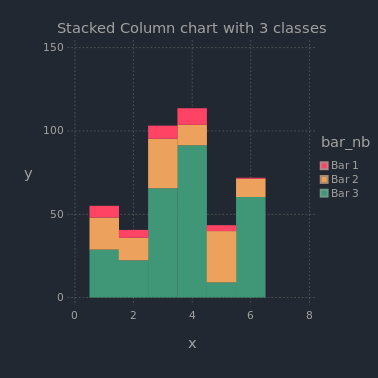 Stacked Column chart with 3 classes
150
100
50
0
y
0 2 4 6 8
x
bar_nb
Bar 1
Bar 2
Bar 3